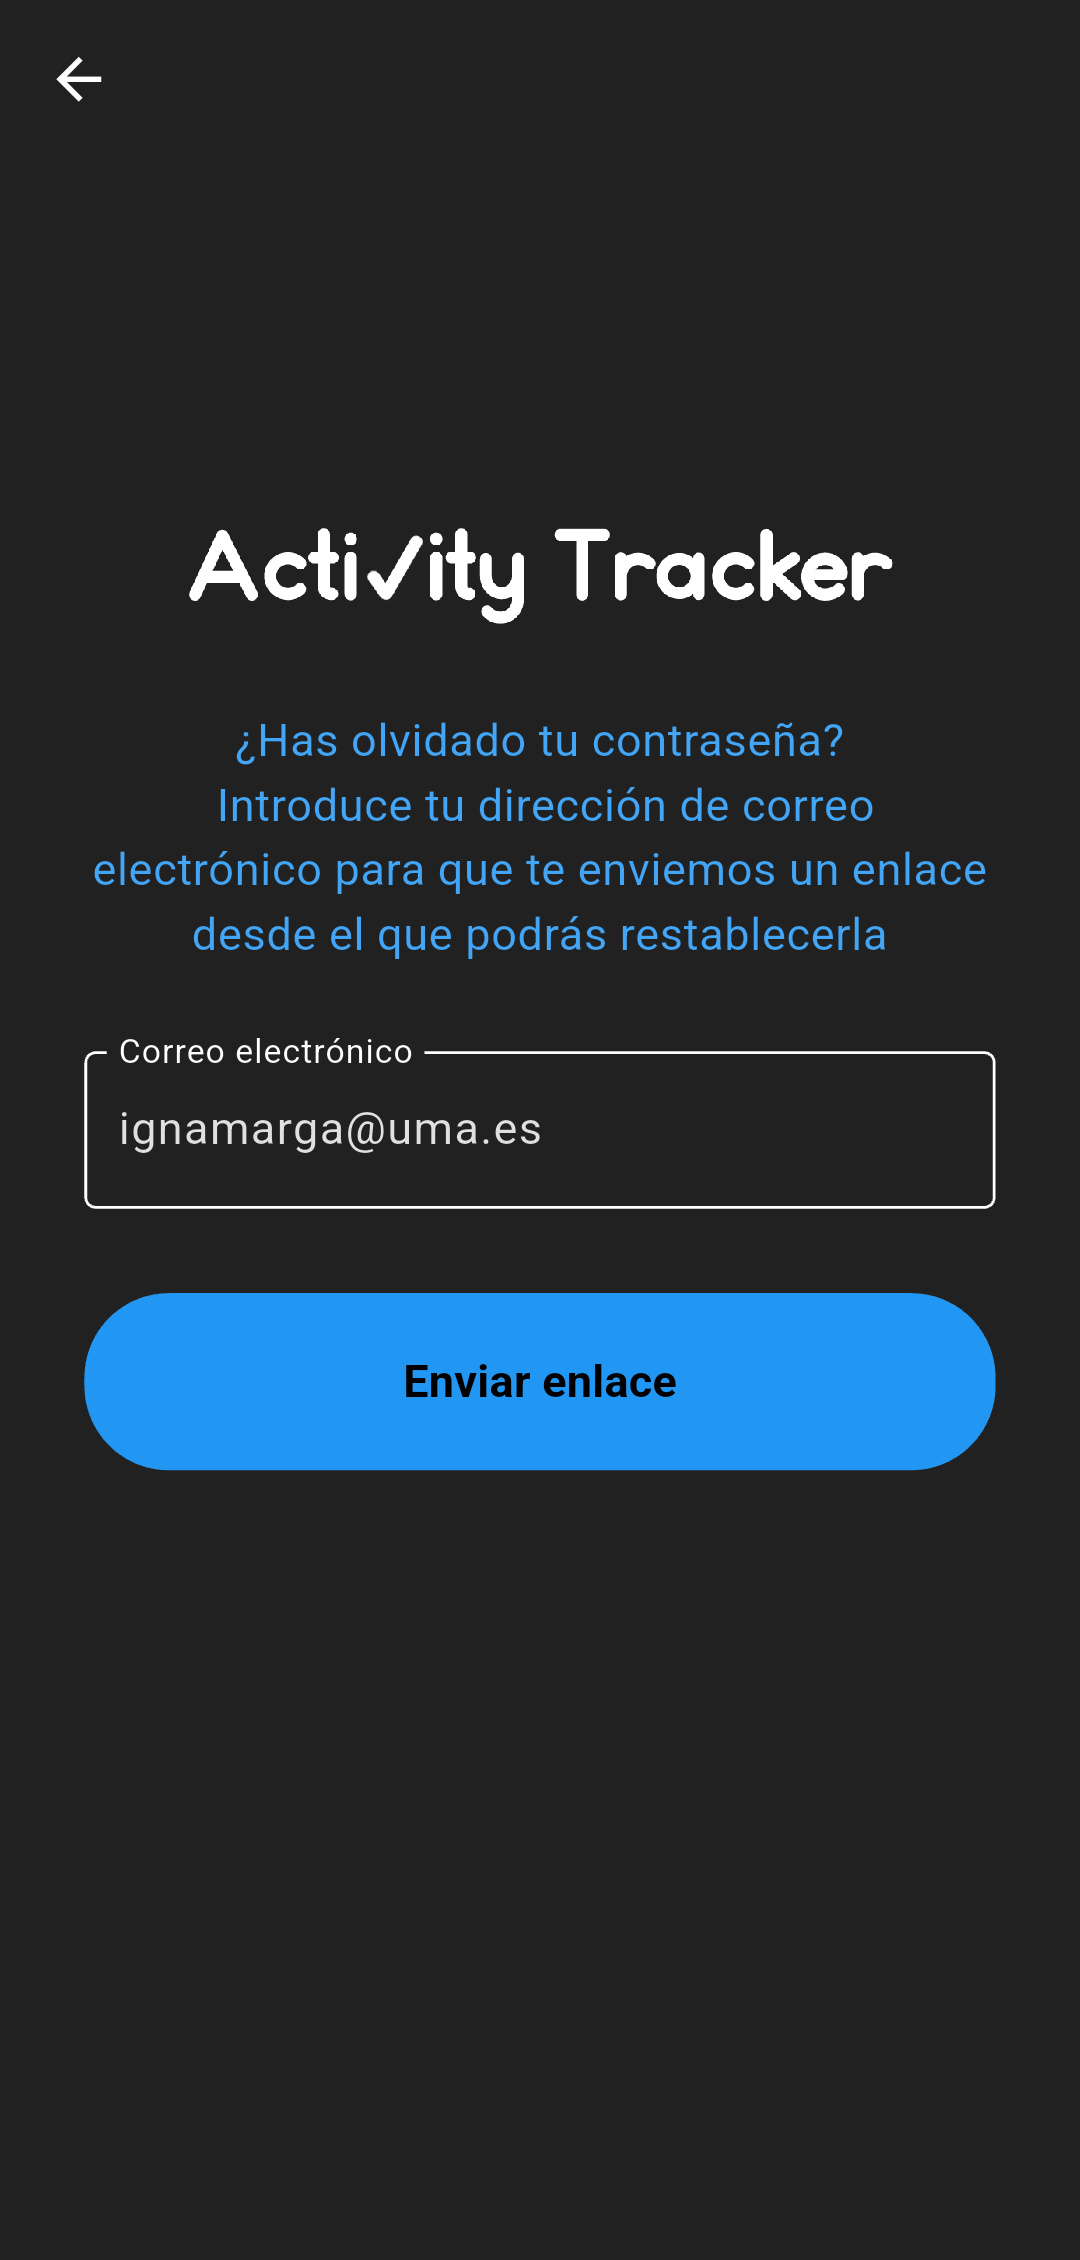 Activity Tracker
¿Has olvidado tu contraseña?
Introduce tu dirección de correo
electrónico para que te enviemos un enlace
desde el que podrás restablecerla
Correo electrónico
ignamarga@uma.es
Enviar enlace